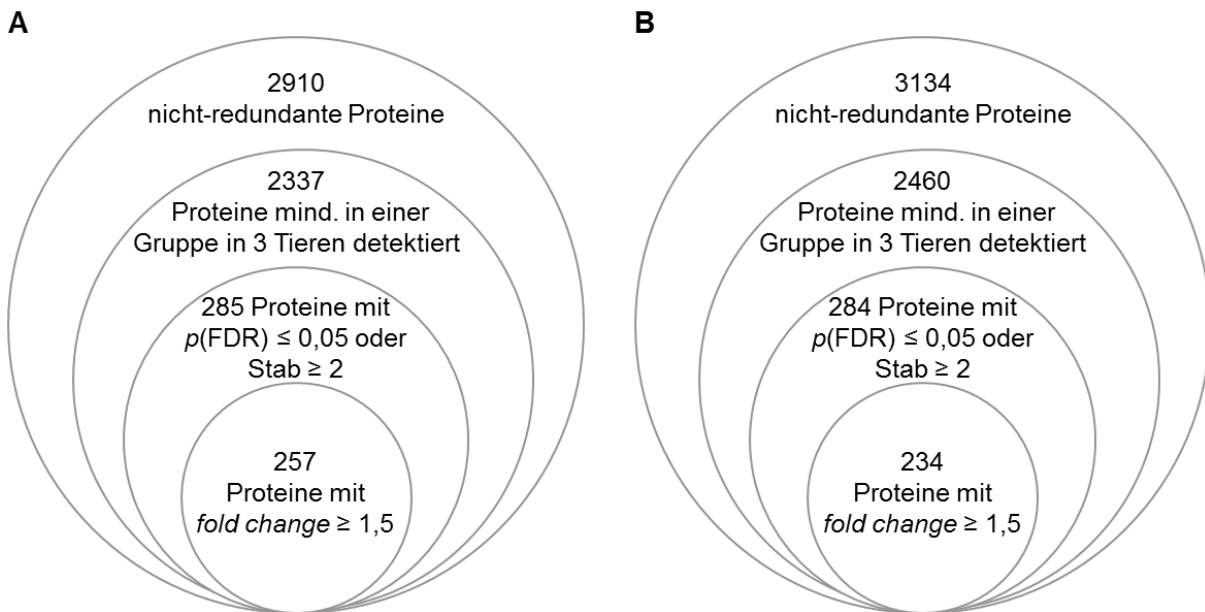 A
2910
nicht-redundante Proteine
2337
Proteine mind. in einer
Gruppe in 3 Tieren detektiert
285 Proteine mit
p(FDR) ≤ 0,05 oder
Stab ≥ 2
257
Proteine mit
fold change ≥ 1,5
B
3134
nicht-redundante Proteine
2460
Proteine mind. in einer
Gruppe in 3 Tieren detektiert
284 Proteine mit
p(FDR) ≤ 0,05 oder
Stab ≥ 2
234
Proteine mit
fold change ≥ 1,5